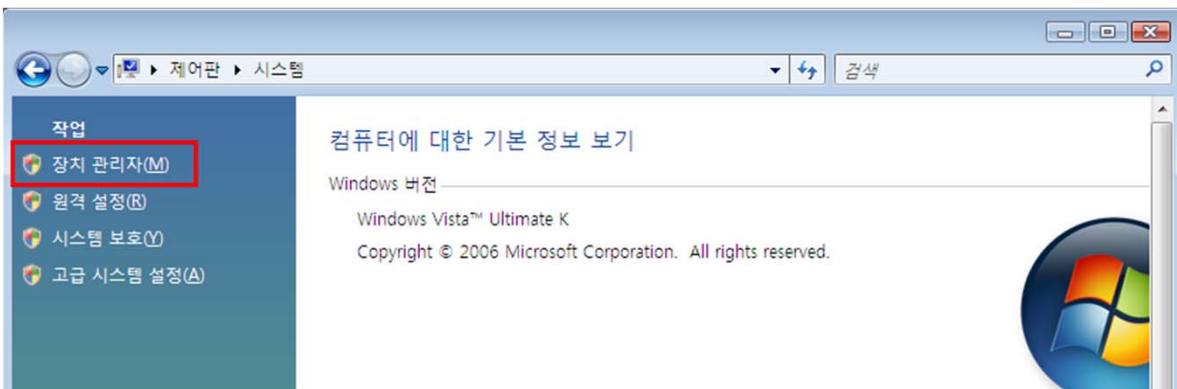 제어판 ▸ 시스템
검색
작업
장치 관리자(M)
원격 설정(R)
시스템 보호(Y)
고급 시스템 설정(A)
컴퓨터에 대한 기본 정보 보기
Windows 버전
Windows Vista™ Ultimate K
Copyright © 2006 Microsoft Corporation. All rights reserved.